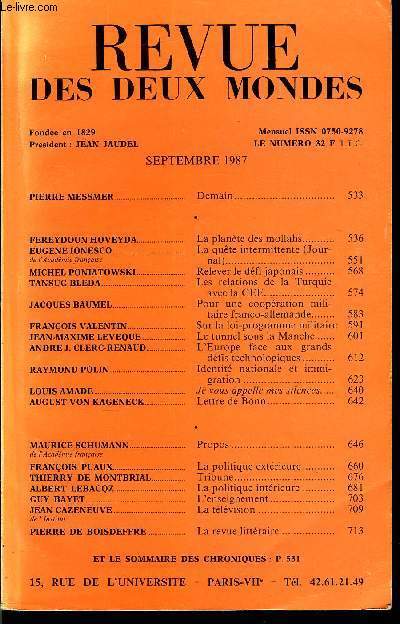 le-livre.com
REVUE
DES DEUX MONDES
Fondée en 1829 Mensuel ISSN 0750-9278
Président : JEAN JAUDEL LE NUMERO 32 F T.T.C.
SEPTEMBRE 1987
PIERRE MESSMER Demain 533
FEREYDOUN HOVEYDA La planète des mollahs 536
EUGENE IONESCO La quête intermittente (Jour-
de l'Académie française nal) 551
MICHEL PONIATOWSKI Relever le défi japonais 568
TANSUG BLEDA Les relations de la Turquie
avec la CEE 574
JACQUES BAUMEL Pour une coopération mili-
taire franco-allemande 583
FRANÇOIS VALENTIN Sur la loi-programme militaire 591
JEAN-MAXIME LEVEQUE Le tunnel sous la Manche 601
ANDRE J. CLERC-RENAUD L'Europe face aux grands
défis technologiques 612
RAYMOND POLIN Identité nationale et immi-
gration 623
LOUIS AMADE Je vous appelle mes silences 640
AUGUST VON KAGENECK Lettre de Bonn 642
MAURICE SCHUMANN Propos 646
de l'Académie française
FRANÇOIS PUAUX La politique extérieure 660
THIERRY DE MONTBRIAL Tribune 676
ALBERT LEBACQZ La politique intérieure 681
GUY BAYET L'enseignement 703
JEAN CAZENEUVE La télévision 709
de l'Institut
PIERRE DE BOISDEFFRE La revue littéraire 713
ET LE SOMMAIRE DES CHRONIQUES : P. 531
15, RUE DE L'UNIVERSITE - PARIS-VIIe - Tél. 42.61.21.49